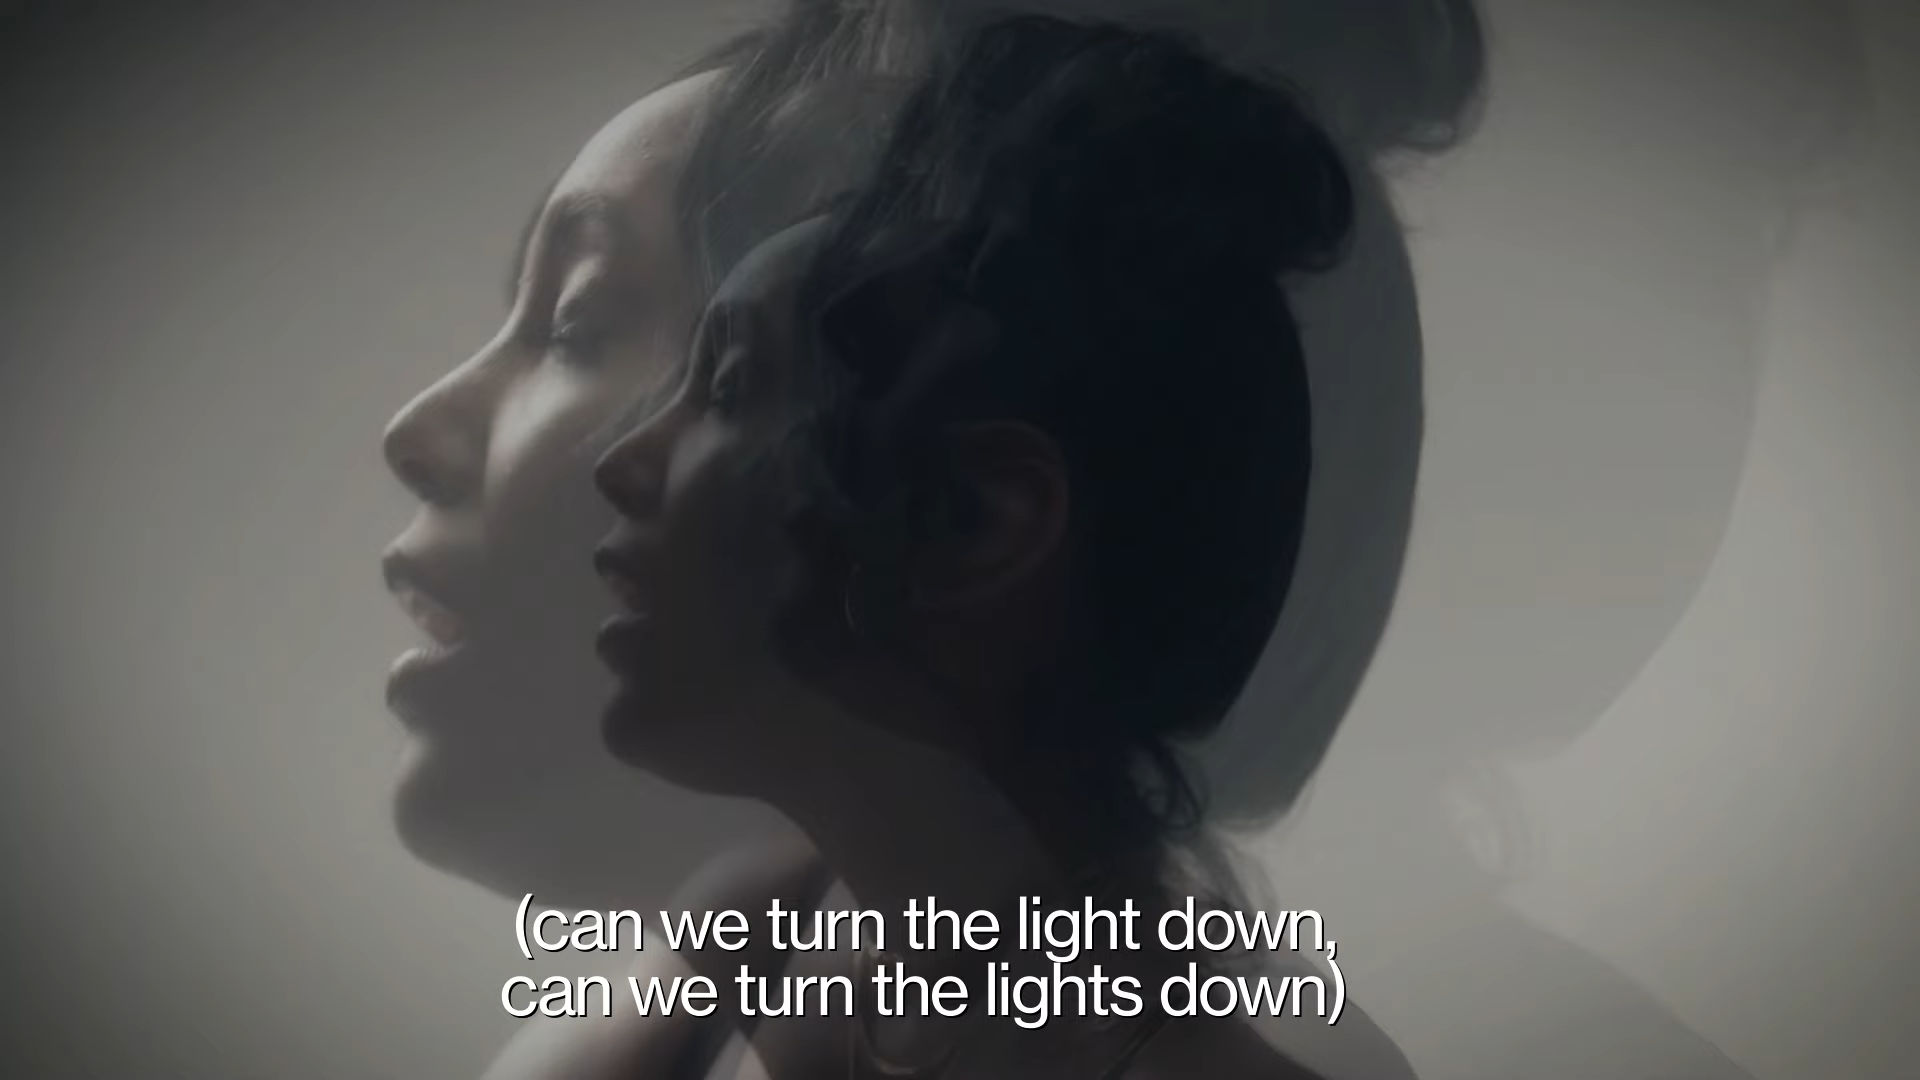 (can we turn the light down,
can we turn the lights down)